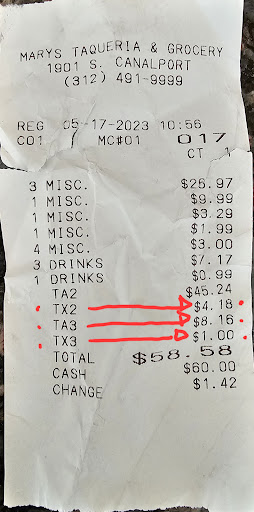 MARYS TAQUERIA & GROCERY
1901 S. CANALPORT
(312) 491-9999
REG 05-17-2023 10:56
C01 MC#01 017
CT 1
3 MISC. $26.97
1 MISC. $9.99
1 MISC. $3.29
1 MISC. $1.99
4 MISC. $3.00
3 DRINKS $7.17
1 DRINKS $0.99
TA2 $45.24
TX2 $4.18
TA3 $8.16
TX3 $1.00
TOTAL $58.58
CASH $60.00
CHANGE $1.42